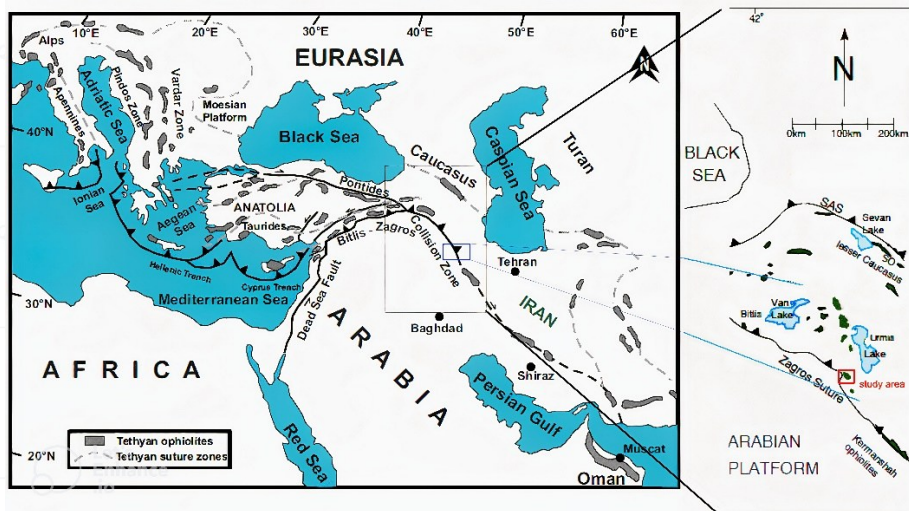 10°E
20°E
30°E
40°E
50°E
60°E
EURASIA
N
Alps
Adriatic Sea
Pindos Zone
Vardar Zone
Apennines
Moesian
Platform
40°N
Black Sea
Caucasus
Caspian Sea
Turan
Ionian
Sea
Aegean
Sea
Pontides
ANATOLIA
Taurides
Bitlis
Zagros
Collision Zone
Hellenic Trench
Cyprus Trench
Mediterranean Sea
Dead Sea Fault
30°N
Tehran
IRAN
Baghdad
AFRICA
ARABIA
Shiraz
Persian Gulf
Red Sea
Muscat
Oman
20°N
Tethyan ophiolites
Tethyan suture zones
42°
N
0km
100km
200km
BLACK
SEA
SAS
Sevan
Lake
SO
lesser Caucasus
Van
Lake
Bitlis
Urmia
Lake
Zagros Suture
study area
ARABIAN
PLATFORM
Kermanshah
ophiolites